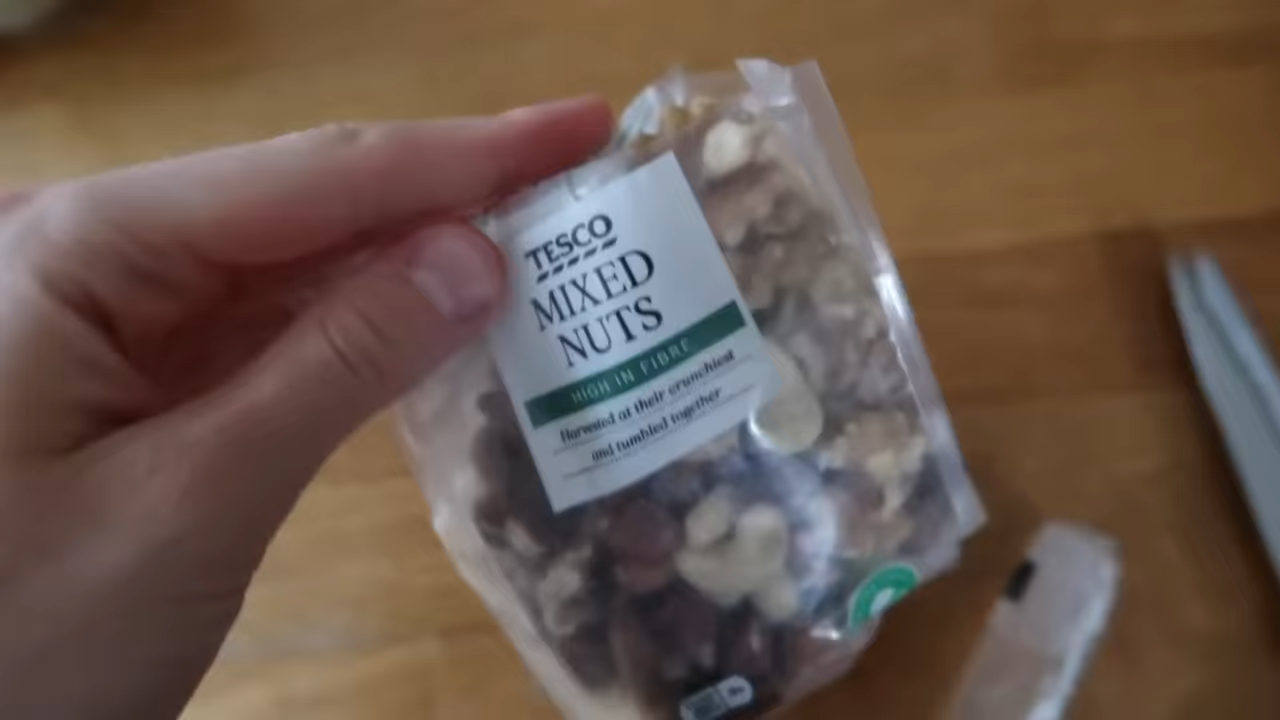 TESCO
MIXED
NUTS
HIGH IN FIBRE
Harvested at their crunchiest
and tumbled together